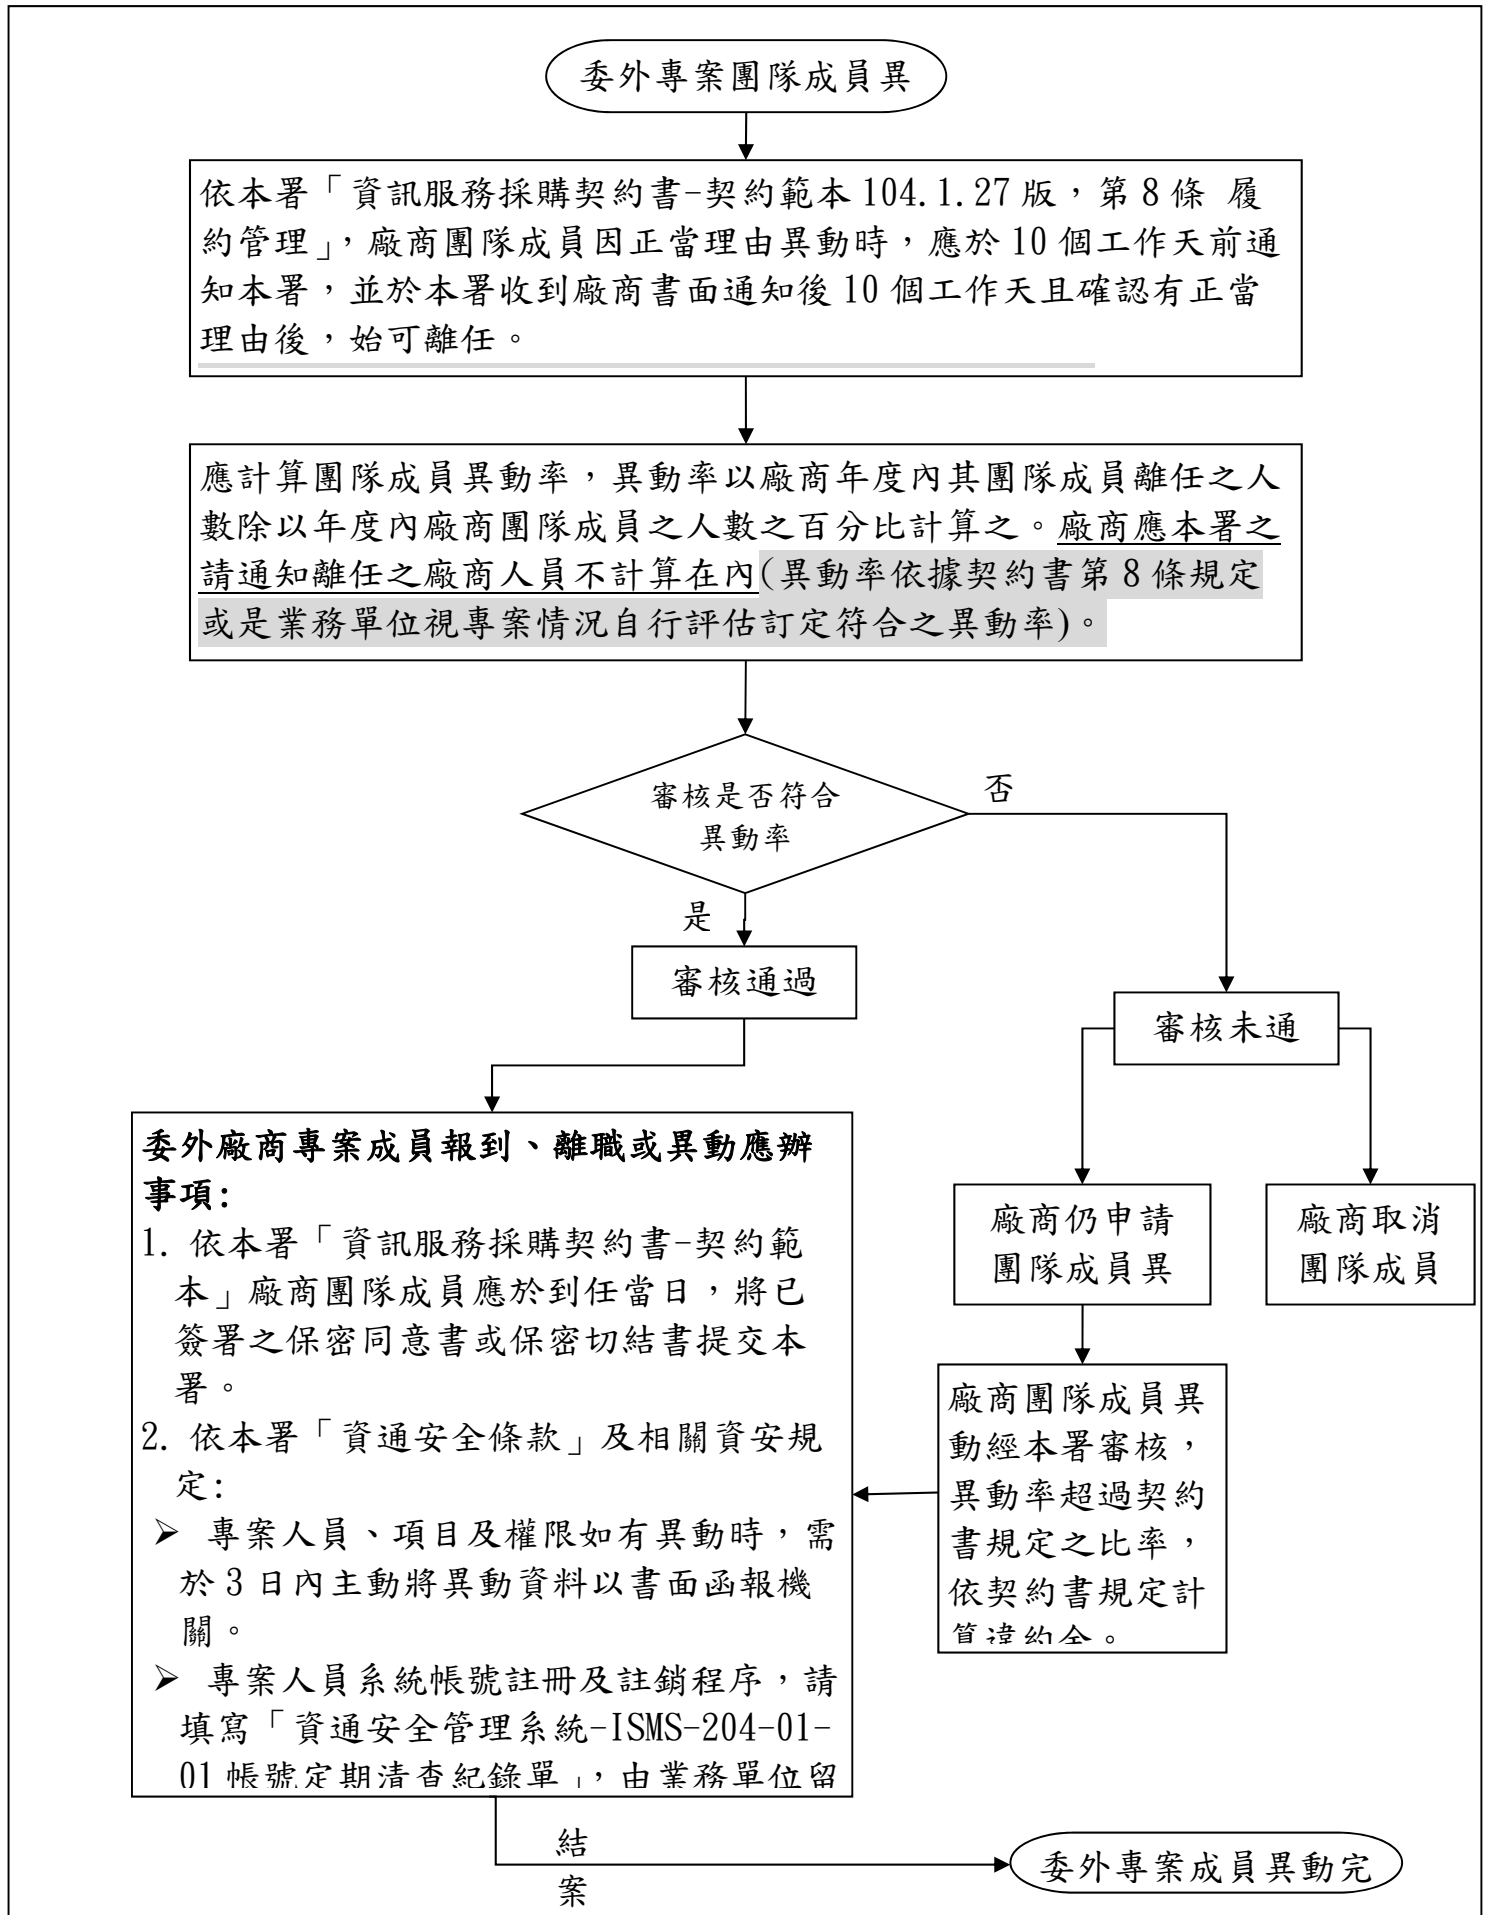 委外專案團隊成員異
依本署「資訊服務採購契約書-契約範本 104.1.27 版，第 8 條 履
約管理」，廠商團隊成員因正當理由異動時，應於 10 個工作天前通
知本署，並於本署收到廠商書面通知後 10 個工作天且確認有正當
理由後，始可離任。
應計算團隊成員異動率，異動率以廠商年度內其團隊成員離任之人
數除以年度內廠商團隊成員之人數之百分比計算之。廠商應本署之
請通知離任之廠商人員不計算在內(異動率依據契約書第 8 條規定
或是業務單位視專案情況自行評估訂定符合之異動率)。
審核是否符合
異動率
否
是
審核通過
審核未通
廠商仍申請
團隊成員異
廠商取消
團隊成員
委外廠商專案成員報到、離職或異動應辦
事項:
1. 依本署「資訊服務採購契約書-契約範
本」廠商團隊成員應於到任當日，將已
簽署之保密同意書或保密切結書提交本
署。
2. 依本署「資通安全條款」及相關資安規
定:
➢ 專案人員、項目及權限如有異動時，需
於 3 日內主動將異動資料以書面函報機
關。
➢ 專案人員系統帳號註冊及註銷程序，請
填寫「資通安全管理系統-ISMS-204-01-
01 帳號定期清查紀錄單」，由業務單位留
廠商團隊成員異
動經本署審核，
異動率超過契約
書規定之比率，
依契約書規定計
算違約金。
結
案
委外專案成員異動完